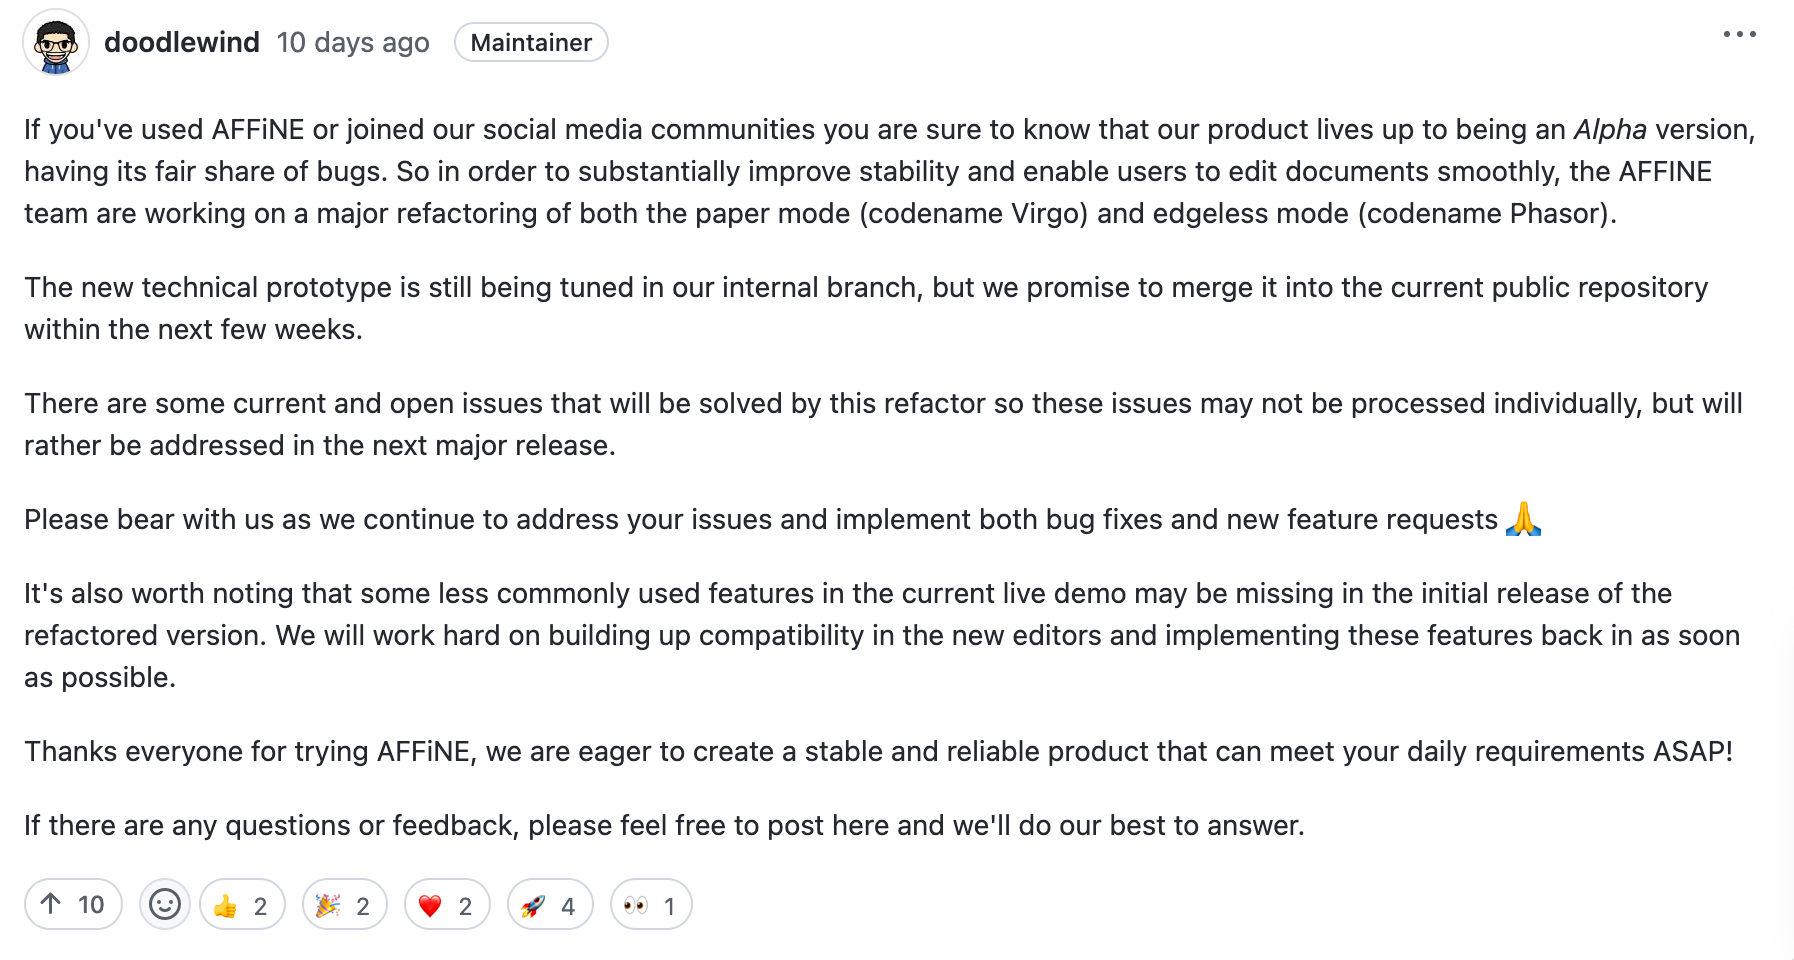 doodlewind 10 days ago Maintainer
If you've used AFFiNE or joined our social media communities you are sure to know that our product lives up to being an Alpha version,
having its fair share of bugs. So in order to substantially improve stability and enable users to edit documents smoothly, the AFFINE
team are working on a major refactoring of both the paper mode (codename Virgo) and edgeless mode (codename Phasor).
The new technical prototype is still being tuned in our internal branch, but we promise to merge it into the current public repository
within the next few weeks.
There are some current and open issues that will be solved by this refactor so these issues may not be processed individually, but will
rather be addressed in the next major release.
Please bear with us as we continue to address your issues and implement both bug fixes and new feature requests 🙏
It's also worth noting that some less commonly used features in the current live demo may be missing in the initial release of the
refactored version. We will work hard on building up compatibility in the new editors and implementing these features back in as soon
as possible.
Thanks everyone for trying AFFiNE, we are eager to create a stable and reliable product that can meet your daily requirements ASAP!
If there are any questions or feedback, please feel free to post here and we'll do our best to answer.
↑ 10 👍 2 🎉 2 ❤️ 2 🚀 4 👀 1